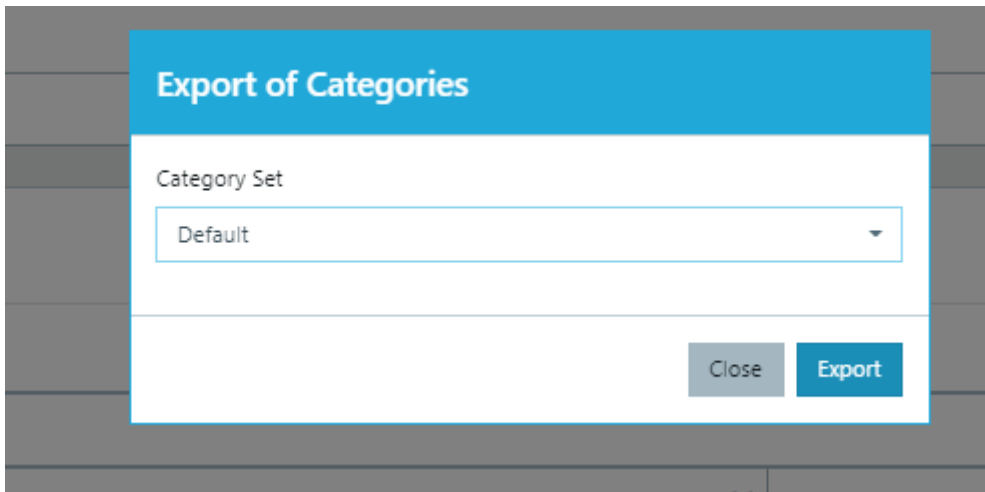 Export of Categories
Category Set
Default
Close Export